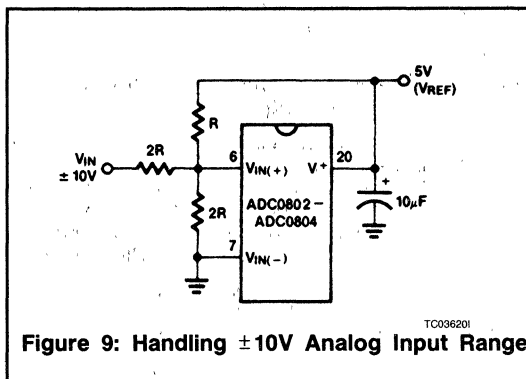 5V
(VREF)
R
VIN
± 10V
2R
6
VIN(+)
V+
20
ADC0802–
ADC0804
+
10μF
2R
7
VIN(–)
TC03620I
Figure 9: Handling ±10V Analog Input Range